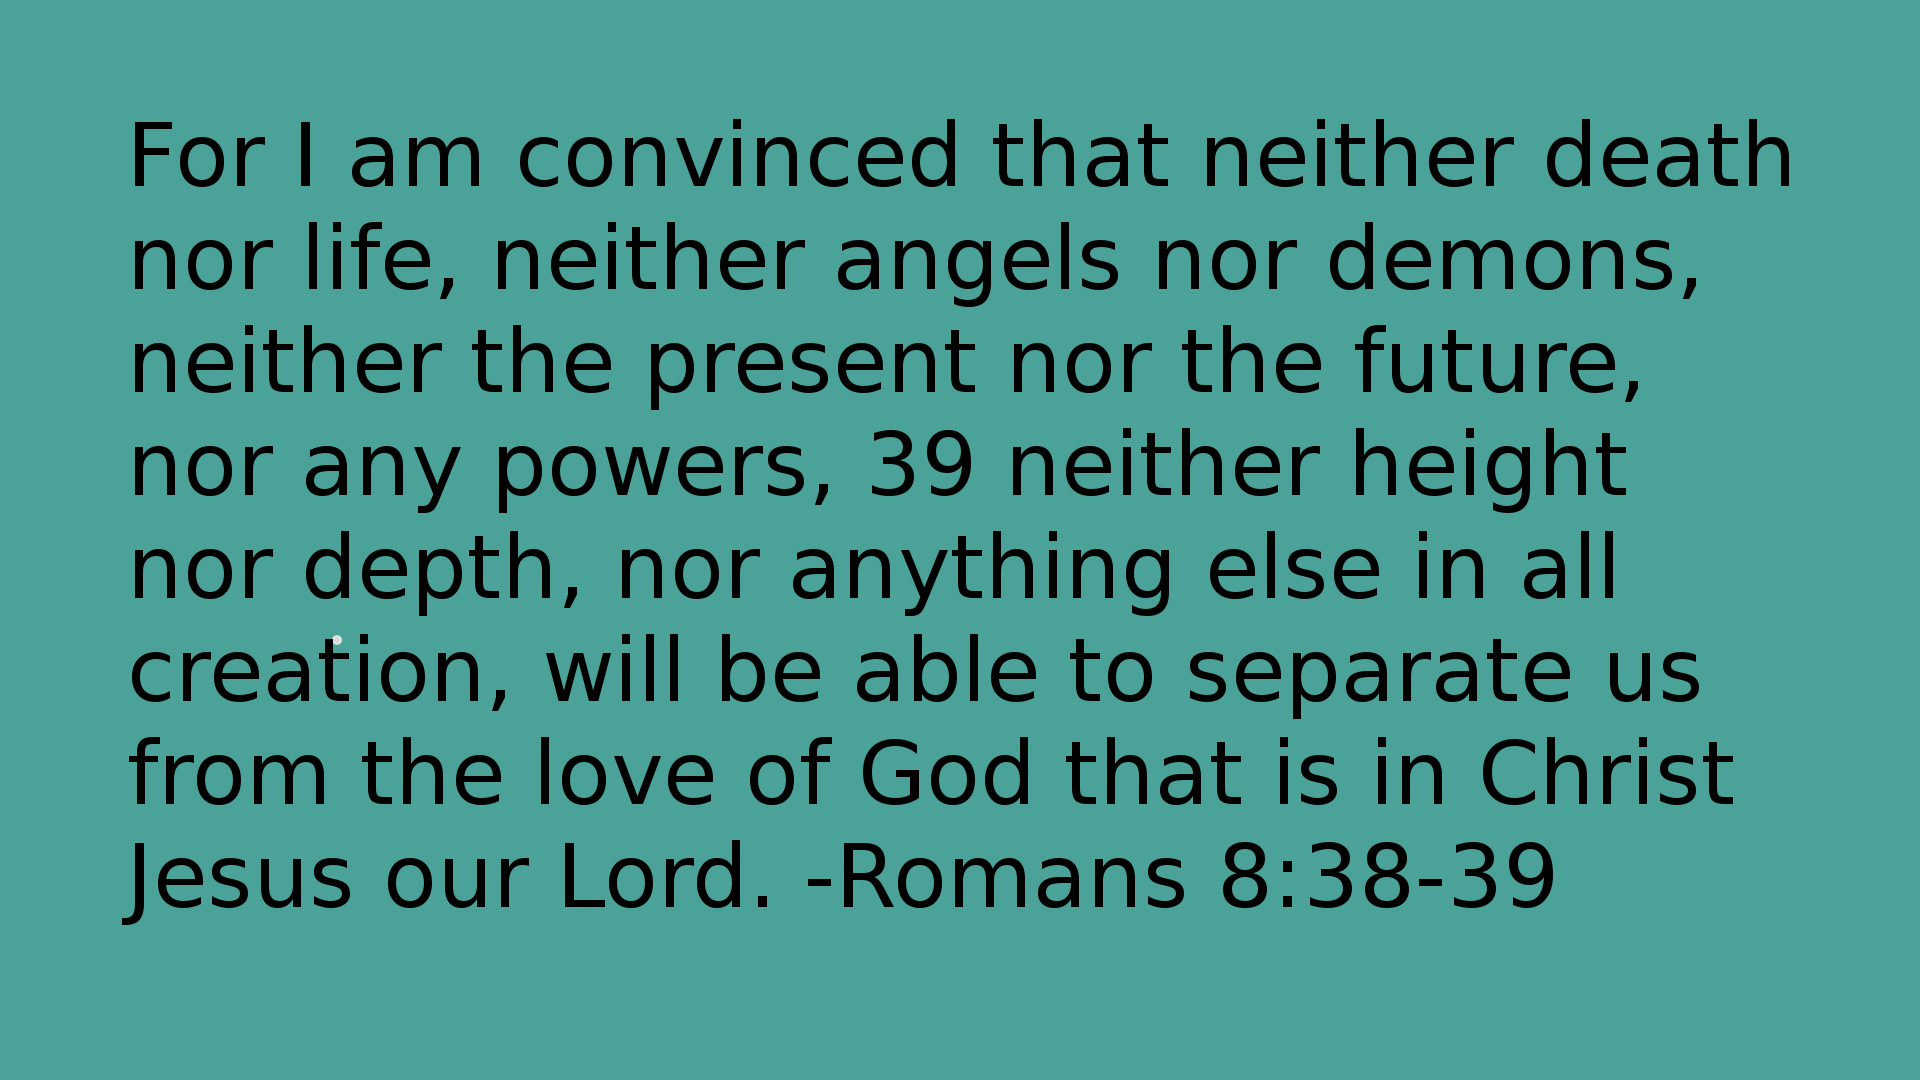 For I am convinced that neither death
nor life, neither angels nor demons,
neither the present nor the future,
nor any powers, 39 neither height
nor depth, nor anything else in all
creation, will be able to separate us
from the love of God that is in Christ
Jesus our Lord. -Romans 8:38-39